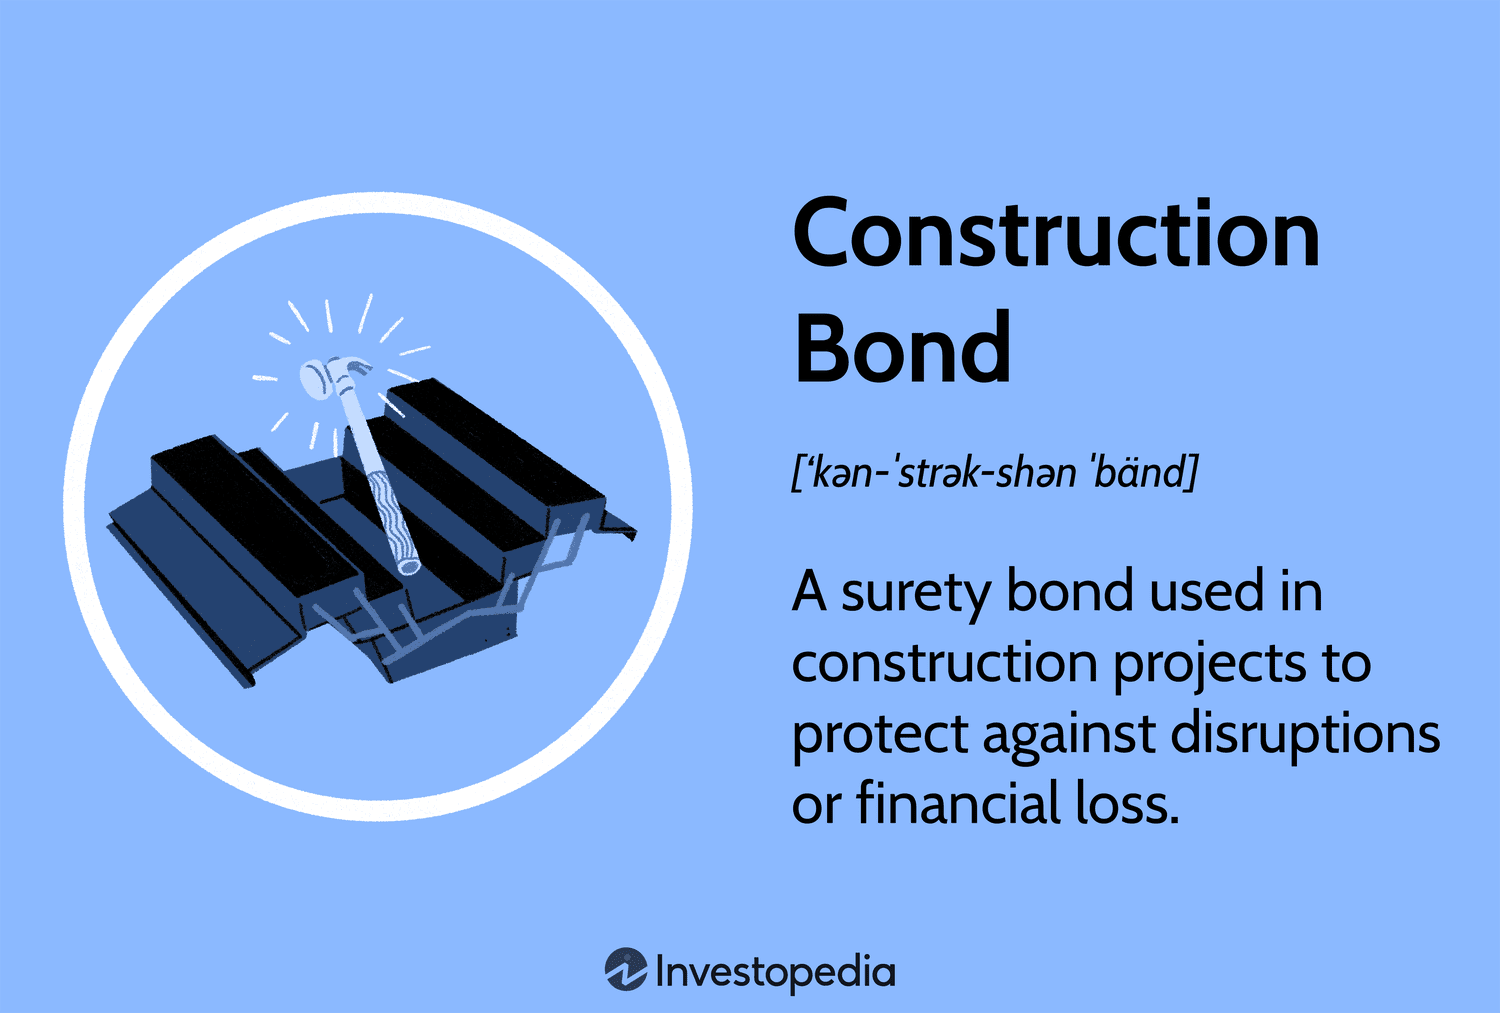 Construction
Bond
[‘kən-ˈstrək-shən ˈbänd]
A surety bond used in
construction projects to
protect against disruptions
or financial loss.
Investopedia